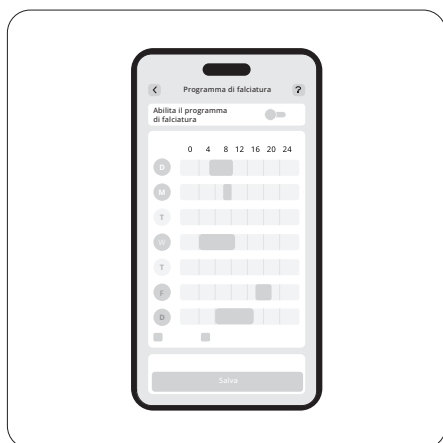 Programma di falciatura ?
Abilita il programma
di falciatura
0 4 8 12 16 20 24
D
M
T
W
T
F
D
Salva